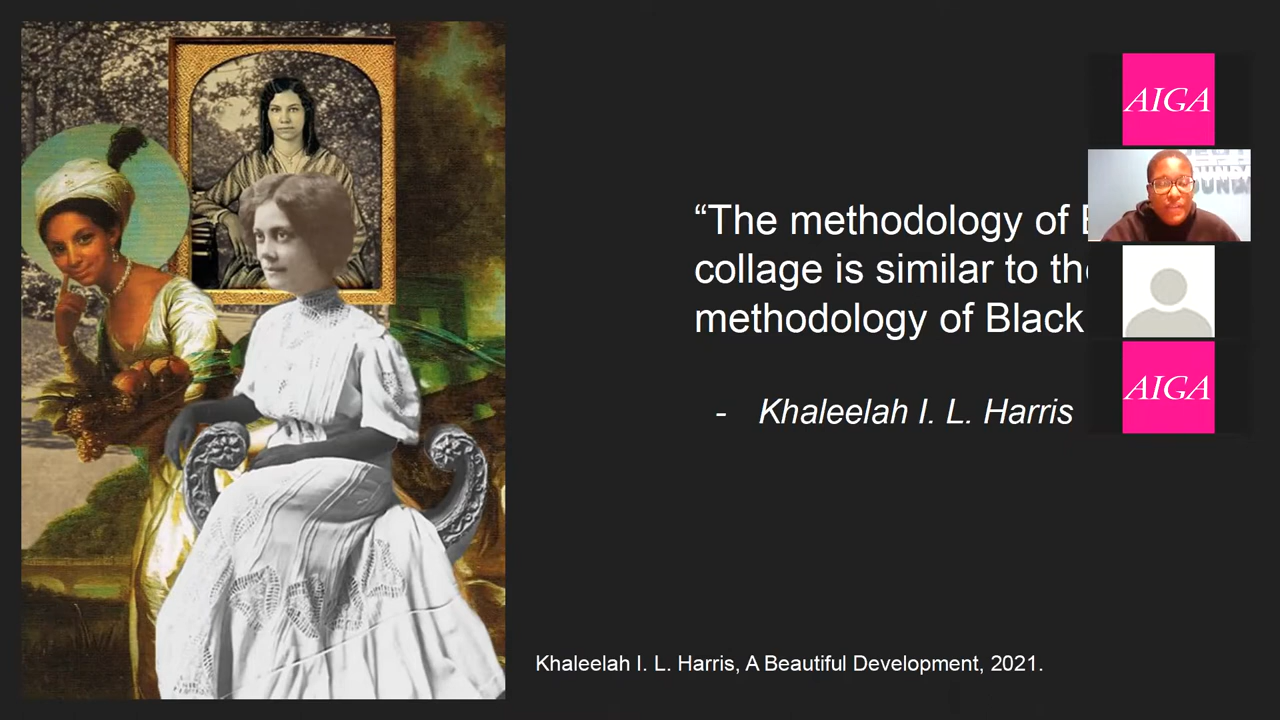 “The methodology of
collage is similar to the
methodology of Black
- Khaleelah I. L. Harris
Khaleelah I. L. Harris, A Beautiful Development, 2021.
AIGA
AIGA